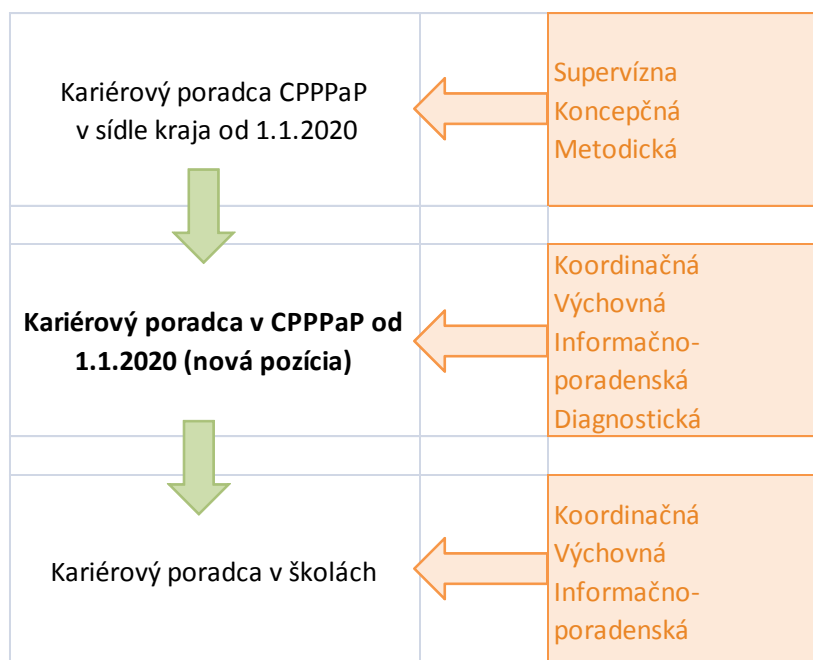 Kariérový poradca CPPPaP
v sídle kraja od 1.1.2020
Supervízna
Koncepčná
Metodická
Kariérový poradca v CPPPaP od
1.1.2020 (nová pozícia)
Koordinačná
Výchovná
Informačno-
poradenská
Diagnostická
Kariérový poradca v školách
Koordinačná
Výchovná
Informačno-
poradenská